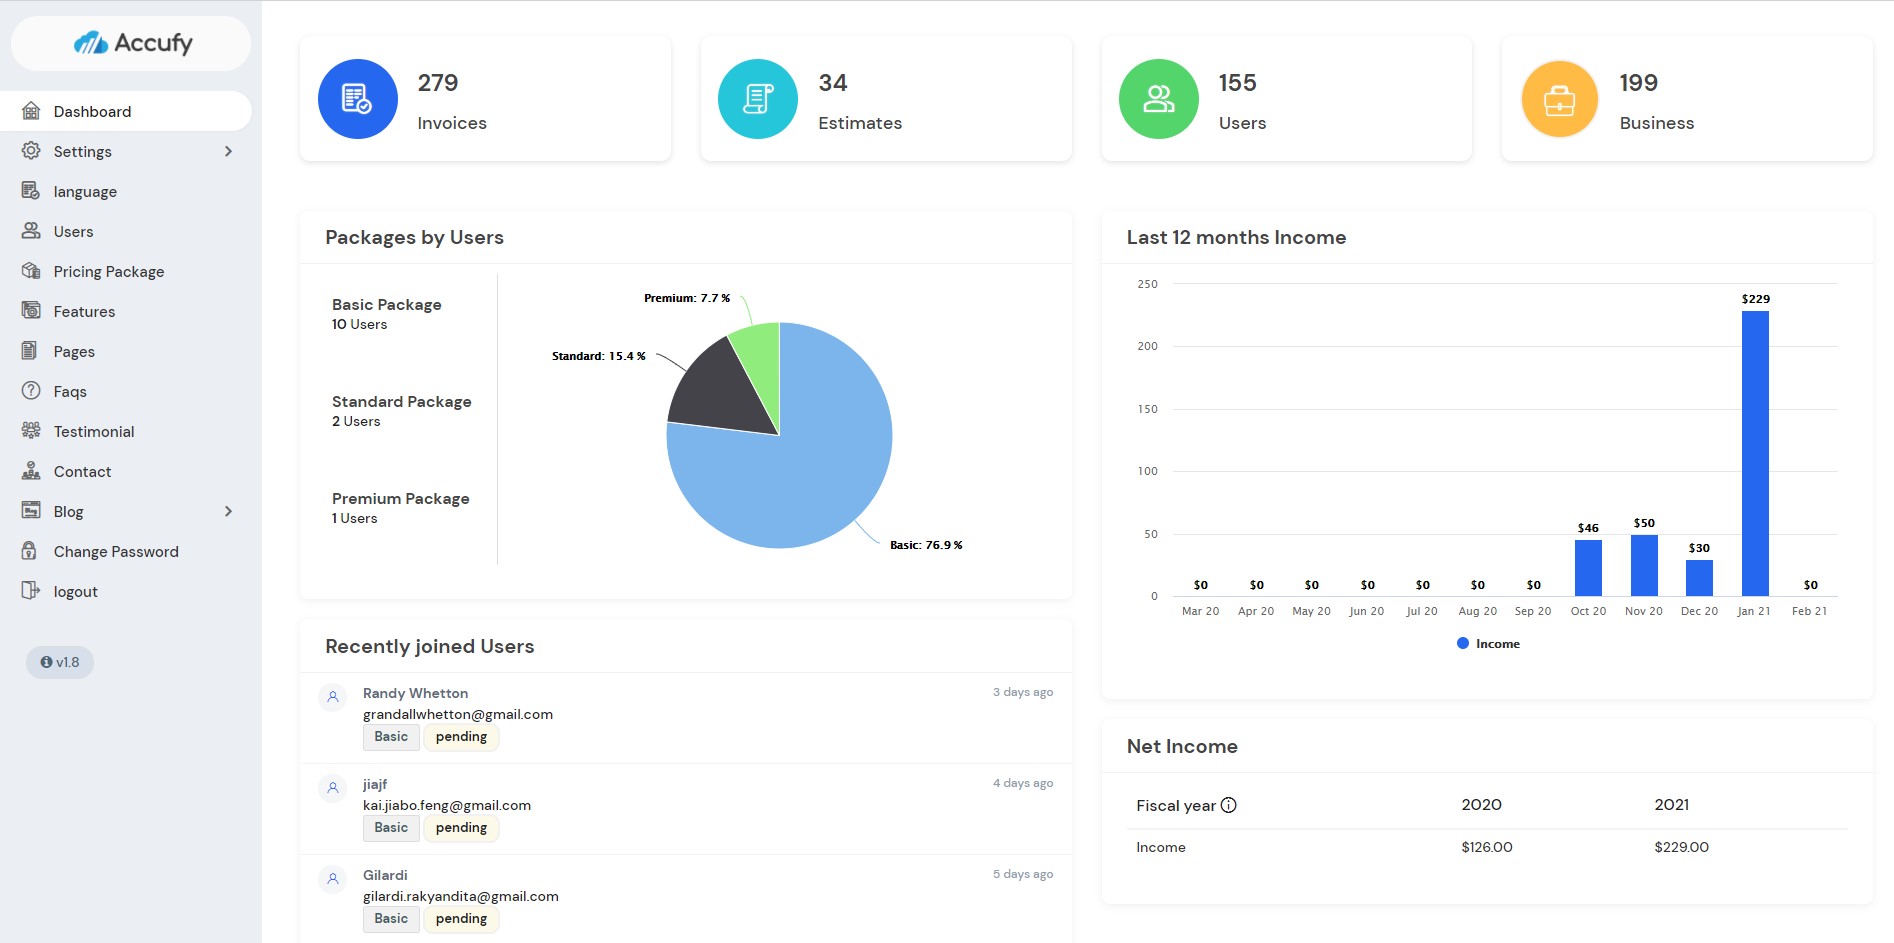 Accufy
Dashboard
Settings
language
Users
Pricing Package
Features
Pages
Faqs
Testimonial
Contact
Blog
Change Password
logout
v1.8
279
Invoices
34
Estimates
155
Users
199
Business
Packages by Users
Basic Package
10 Users
Standard Package
2 Users
Premium Package
1 Users
Premium: 7.7 %
Standard: 15.4 %
Basic: 76.9 %
Last 12 months Income
250
200
150
100
50
0
$0 $0 $0 $0 $0 $0 $0 $46 $50 $30 $229 $0
Mar 20 Apr 20 May 20 Jun 20 Jul 20 Aug 20 Sep 20 Oct 20 Nov 20 Dec 20 Jan 21 Feb 21
Income
Recently joined Users
Randy Whetton 3 days ago
grandallwhetton@gmail.com
Basic pending
jiajf 4 days ago
kai.jiabo.feng@gmail.com
Basic pending
Gilardi 5 days ago
gilardi.rakyandita@gmail.com
Basic pending
Net Income
Fiscal year 2020 2021
Income $126.00 $229.00